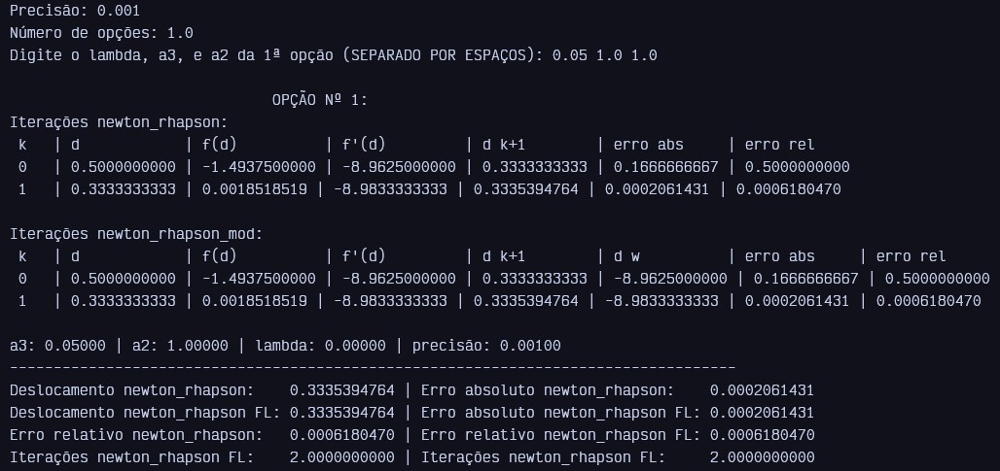 Precisão: 0.001
Número de opções: 1.0
Digite o lambda, a3, e a2 da 1ª opção (SEPARADO POR ESPAÇOS): 0.05 1.0 1.0
OPÇÃO Nº 1:
Iterações newton_rhapson:
k | d | f(d) | f'(d) | d k+1 | erro abs | erro rel
0 | 0.5000000000 | -1.4937500000 | -8.9625000000 | 0.3333333333 | 0.1666666667 | 0.5000000000
1 | 0.3333333333 | 0.0018518519 | -8.9833333333 | 0.3335394764 | 0.0002061431 | 0.0006180470
Iterações newton_rhapson_mod:
k | d | f(d) | f'(d) | d k+1 | d w | erro abs | erro rel
0 | 0.5000000000 | -1.4937500000 | -8.9625000000 | 0.3333333333 | -8.9625000000 | 0.1666666667 | 0.5000000000
1 | 0.3333333333 | 0.0018518519 | -8.9833333333 | 0.3335394764 | -8.9833333333 | 0.0002061431 | 0.0006180470
a3: 0.05000 | a2: 1.00000 | lambda: 0.00000 | precisão: 0.00100
-----------------------------------------------------------------------------------
Deslocamento newton_rhapson: 0.3335394764 | Erro absoluto newton_rhapson: 0.0002061431
Deslocamento newton_rhapson FL: 0.3335394764 | Erro absoluto newton_rhapson FL: 0.0002061431
Erro relativo newton_rhapson: 0.0006180470 | Erro relativo newton_rhapson FL: 0.0006180470
Iterações newton_rhapson FL: 2.0000000000 | Iterações newton_rhapson FL: 2.0000000000